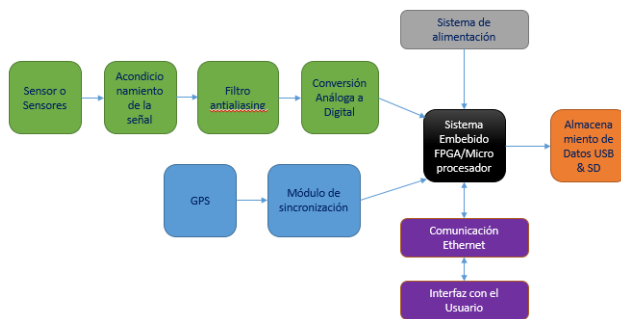 Sistema de
alimentación
Sensor o
Sensores
Acondicio
namiento
de la
señal
Filtro
antialiasing
Conversión
Análoga a
Digital
Sistema
Embebido
FPGA/Micro
procesador
Almacena
miento de
Datos USB
& SD
GPS
Módulo de
sincronización
Comunicación
Ethernet
Interfaz con el
Usuario